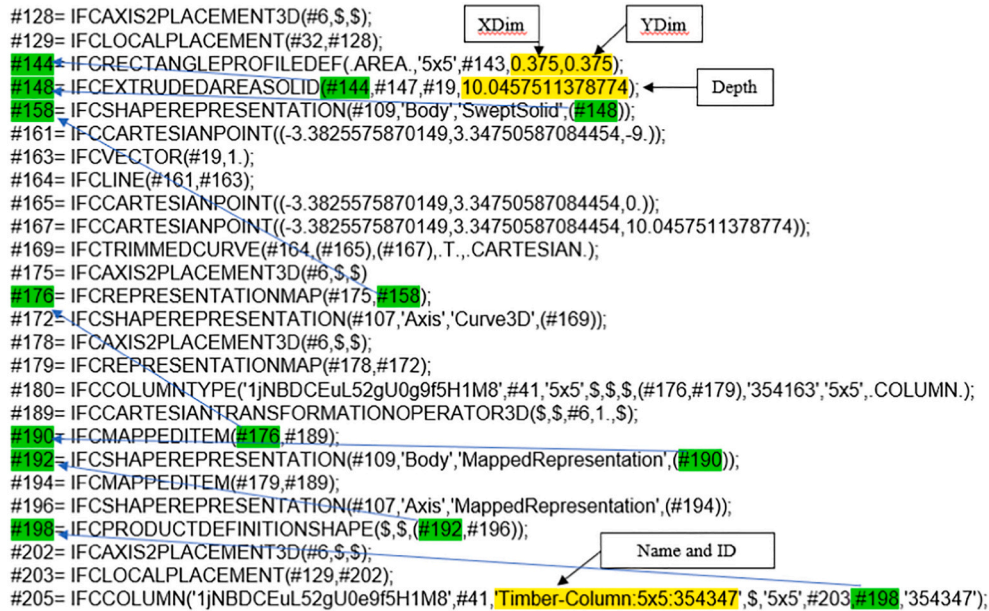 #128= IFCAXIS2PLACEMENT3D(#6,$,$);
XDim
YDim
#129= IFCLOCALPLACEMENT(#32,#128);
#144= IFCRECTANGLEPROFILEDEF(.AREA.,'5x5',#143,0.375,0.375);
#148= IFCEXTRUDEDAREASOLID(#144,#147,#19,10.0457511378774);
Depth
#158= IFCSHAPEREPRESENTATION(#109,'Body','SweptSolid',(#148));
#161= IFCCARTESIANPOINT((-3.3825575870149,3.34750587084454,-9.));
#163= IFCVECTOR(#19,1.);
#164= IFCLINE(#161,#163);
#165= IFCCARTESIANPOINT((-3.3825575870149,3.34750587084454,0.));
#167= IFCCARTESIANPOINT((-3.3825575870149,3.34750587084454,10.0457511378774));
#169= IFCTRIMMEDCURVE(#164,(#165),(#167),.T.,.CARTESIAN.);
#175= IFCAXIS2PLACEMENT3D(#6,$,$)
#176= IFCREPRESENTATIONMAP(#175,#158);
#172= IFCSHAPEREPRESENTATION(#107,'Axis','Curve3D',(#169));
#178= IFCAXIS2PLACEMENT3D(#6,$,$);
#179= IFCREPRESENTATIONMAP(#178,#172);
#180= IFCCOLUMNTYPE('1jNBDCEuL52gU0g9f5H1M8',#41,'5x5',$,$,$,(#176,#179),'354163','5x5',.COLUMN.);
#189= IFCCARTESIANTRANSFORMATIONOPERATOR3D($,$,#6,1.,$);
#190= IFCMAPPEDITEM(#176,#189);
#192= IFCSHAPEREPRESENTATION(#109,'Body','MappedRepresentation',(#190));
#194= IFCMAPPEDITEM(#179,#189);
#196= IFCSHAPEREPRESENTATION(#107,'Axis','MappedRepresentation',(#194));
#198= IFCPRODUCTDEFINITIONSHAPE($,$,(#192,#196));
Name and ID
#202= IFCAXIS2PLACEMENT3D(#6,$,$);
#203= IFCLOCALPLACEMENT(#129,#202);
#205= IFCCOLUMN('1jNBDCEuL52gU0e9f5H1M8',#41,'Timber-Column:5x5:354347',$,'5x5',#203,#198,'354347');